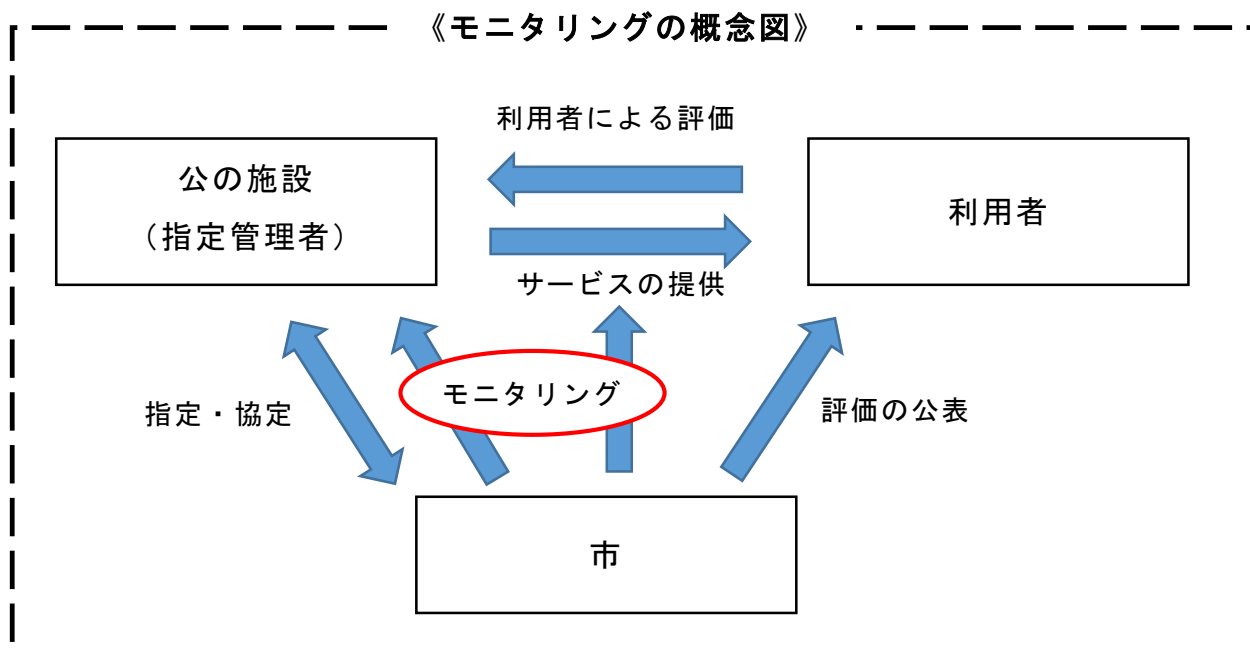 《モニタリングの概念図》
利用者による評価
公の施設
（指定管理者）
利用者
サービスの提供
モニタリング
指定・協定
評価の公表
市